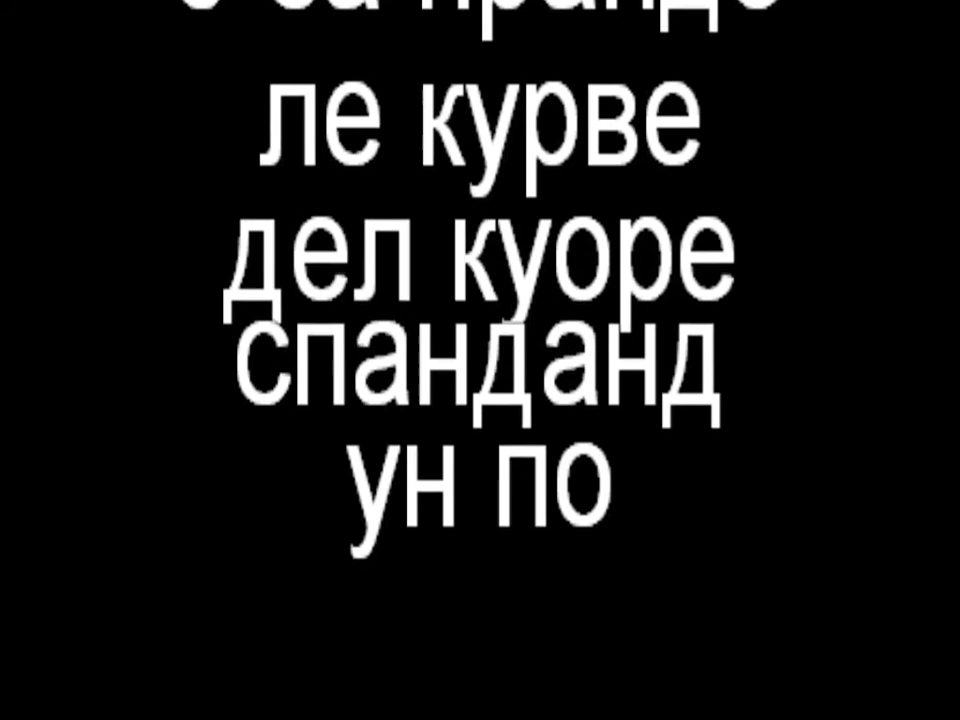 ле курве
дел куоре
спанданд
ун по